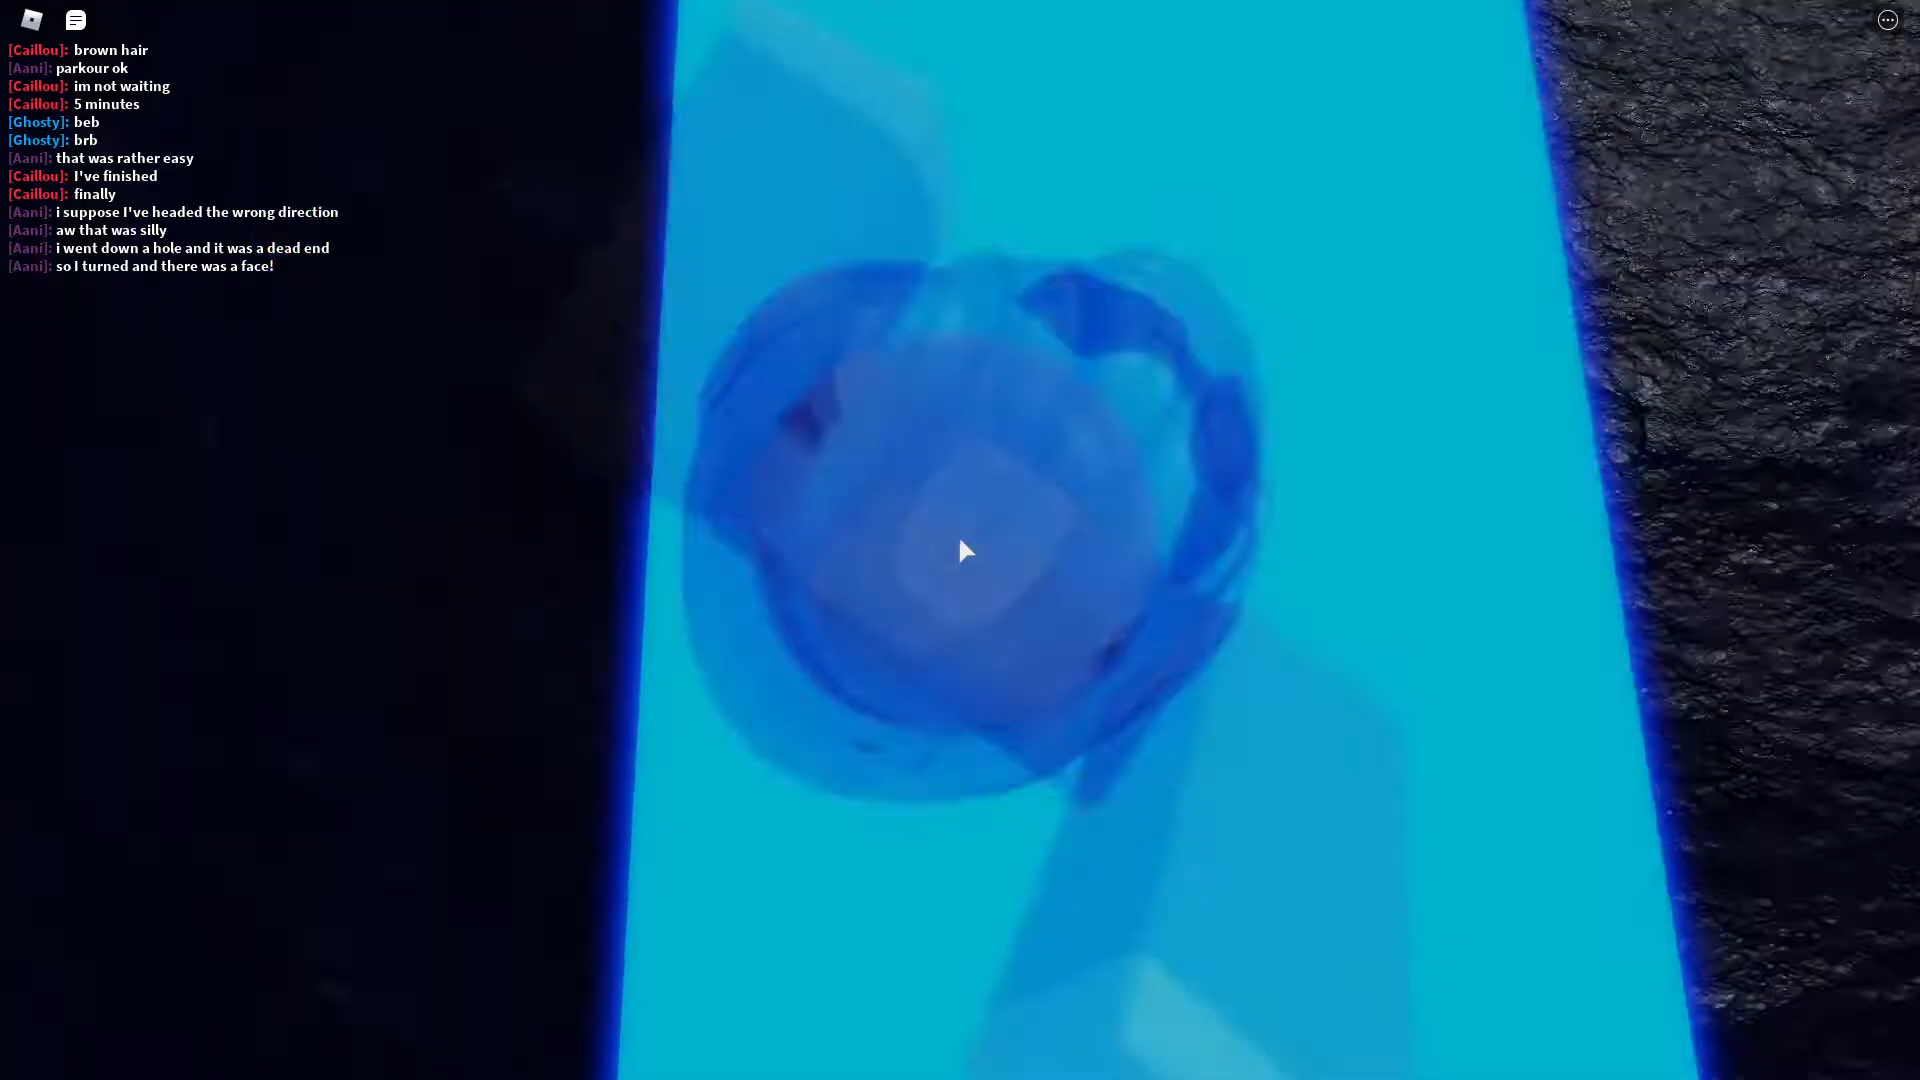 [Caillou]: brown hair
[Aani]: parkour ok
[Caillou]: im not waiting
[Caillou]: 5 minutes
[Ghosty]: beb
[Ghosty]: brb
[Aani]: that was rather easy
[Caillou]: I've finished
[Caillou]: finally
[Aani]: i suppose I've headed the wrong direction
[Aani]: aw that was silly
[Aani]: i went down a hole and it was a dead end
[Aani]: so I turned and there was a face!